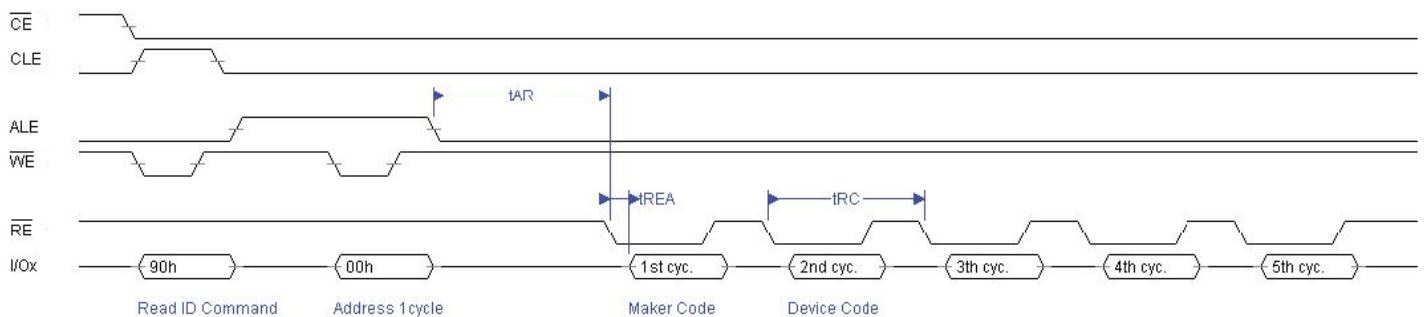 CE
CLE
tAR
ALE
WE
tREA
tRC
RE
I/Ox 90h 00h 1st cyc. 2nd cyc. 3th cyc. 4th cyc. 5th cyc.
Read ID Command Address 1cycle Maker Code Device Code